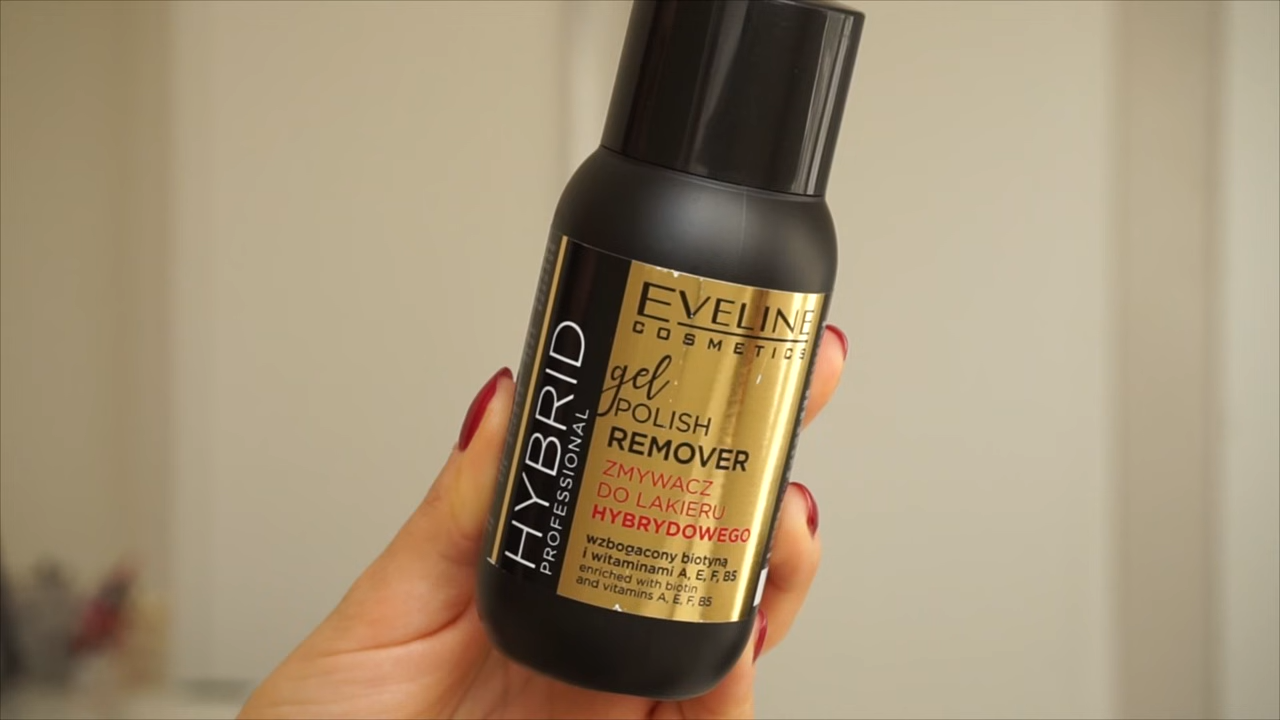 EVELINE
COSMETICS
gel
POLISH
REMOVER
ZMYWACZ
DO LAKIERU
HYBRYDOWEGO
wzbogacony biotyną
i witaminami A, E, F, B5
enriched with biotin
and vitamins A, E, F, B5
HYBRID
PROFESSIONAL